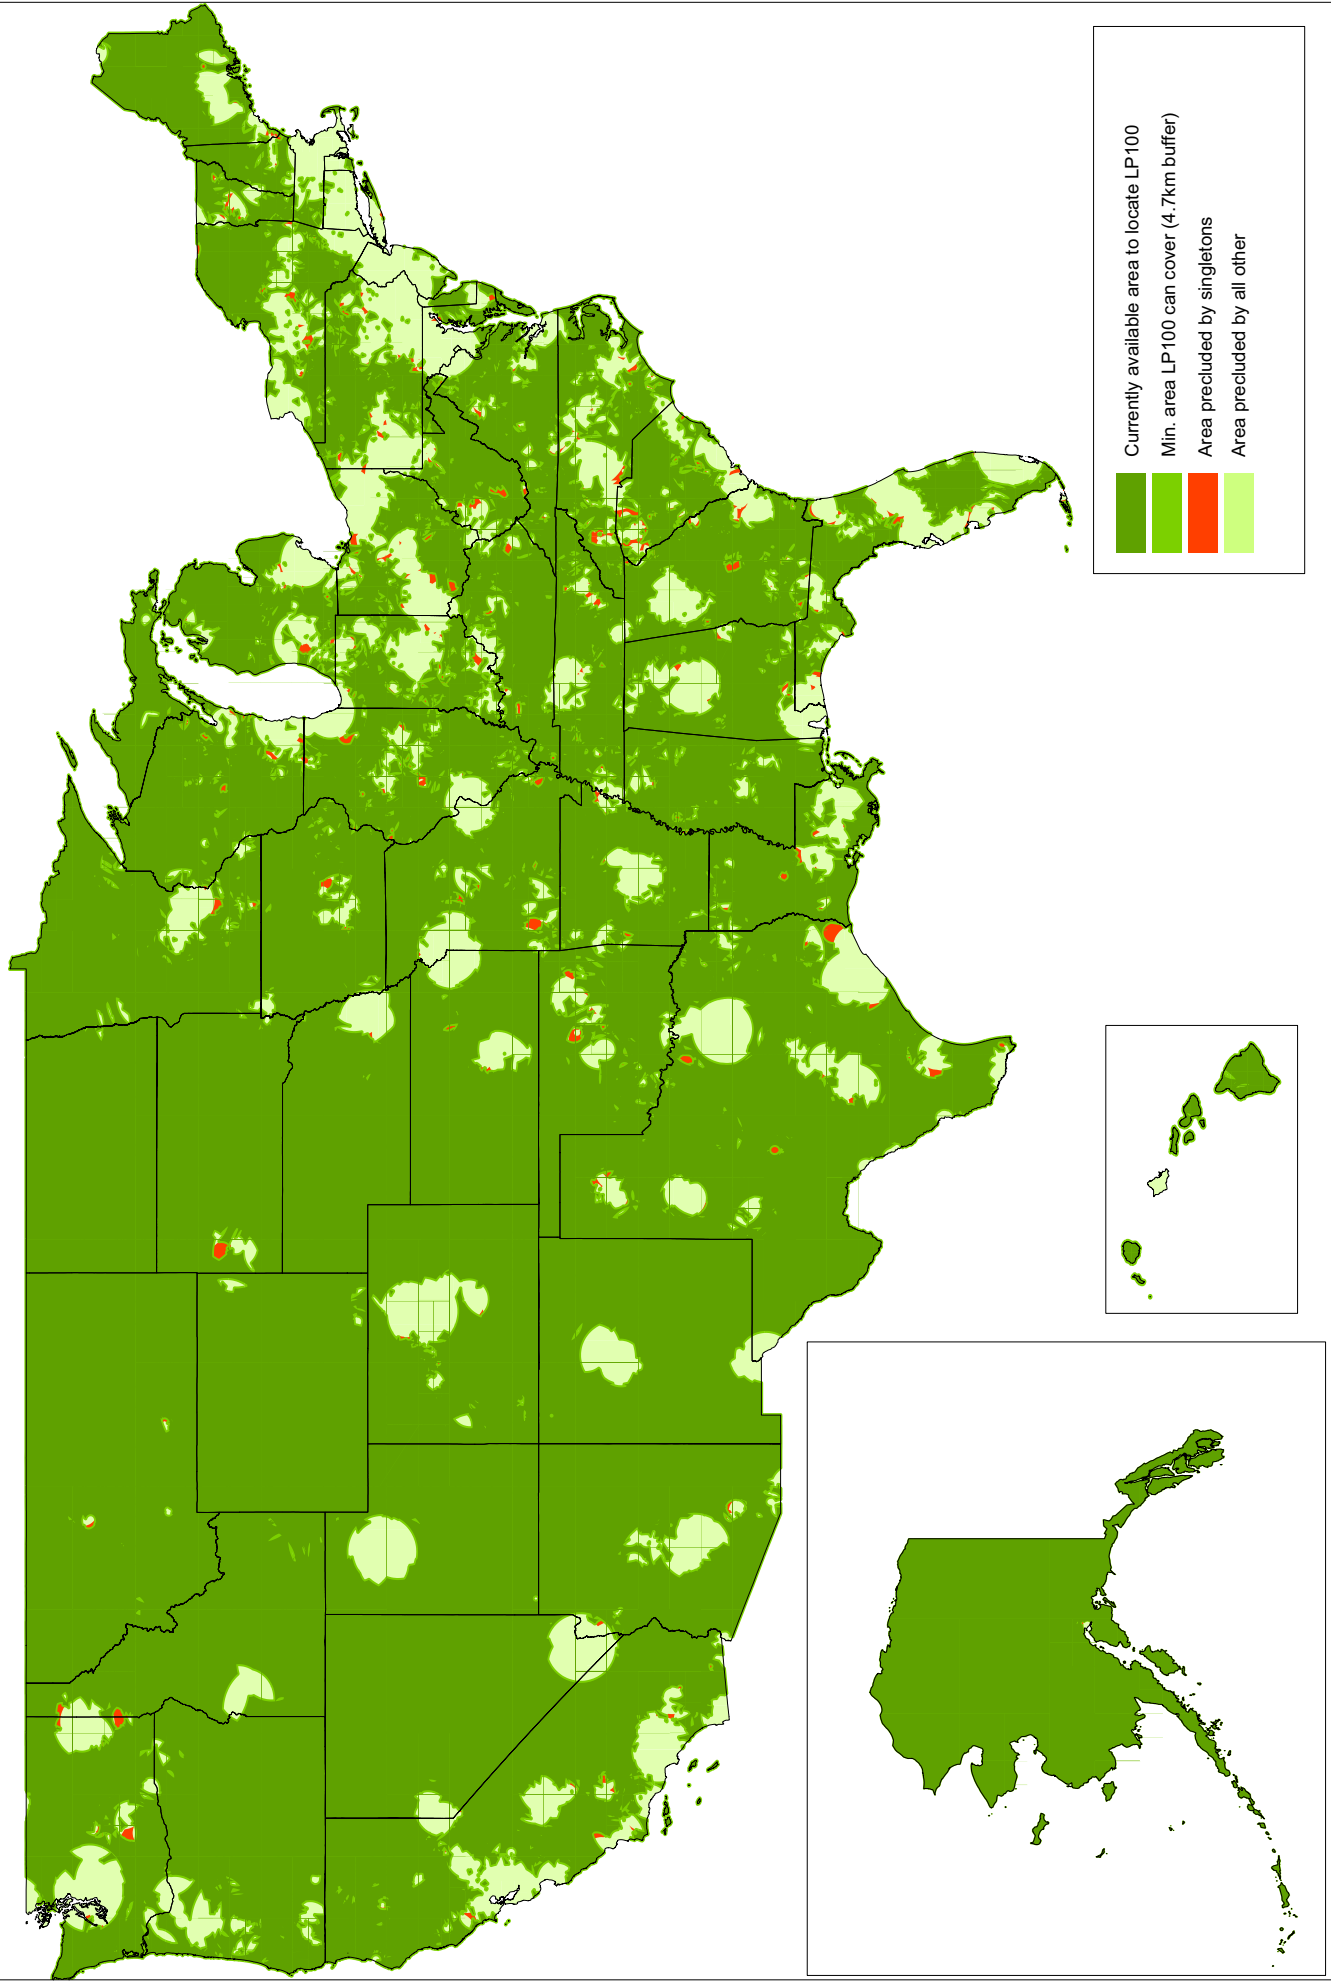 Currently available area to locate LP100
Min. area LP100 can cover (4.7km buffer)
Area precluded by singletons
Area precluded by all other